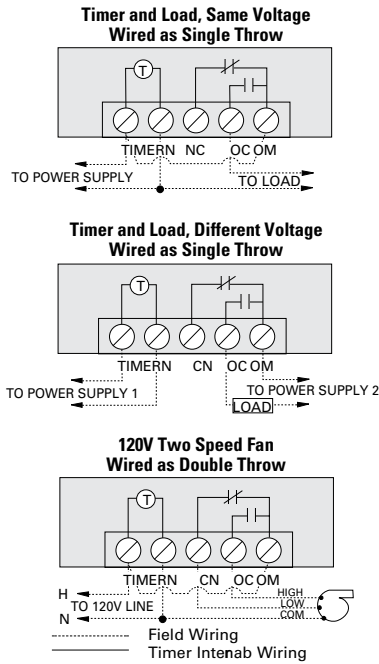 Timer and Load, Same Voltage
Wired as Single Throw
T
TIMERN NC OC OM
TO POWER SUPPLY
TO LOAD
Timer and Load, Different Voltage
Wired as Single Throw
T
TIMERN CN OC OM
TO POWER SUPPLY 1
TO POWER SUPPLY 2
LOAD
120V Two Speed Fan
Wired as Double Throw
T
TIMERN CN OC OM
H
TO 120V LINE
N
HIGH
LOW
COM
Field Wiring
Timer Intenab Wiring